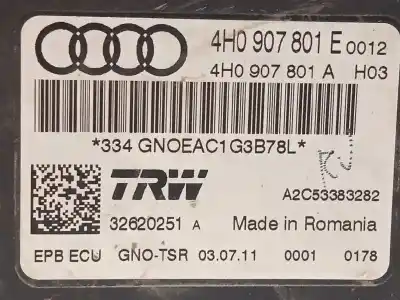 4H0 907 801 E 0012
4H0 907 801 A H03
*334 GNOEAC1G3B78L*
TRW
A2C53383282
32620251 A Made in Romania
EPB ECU GNO-TSR 03.07.11 0001 0178